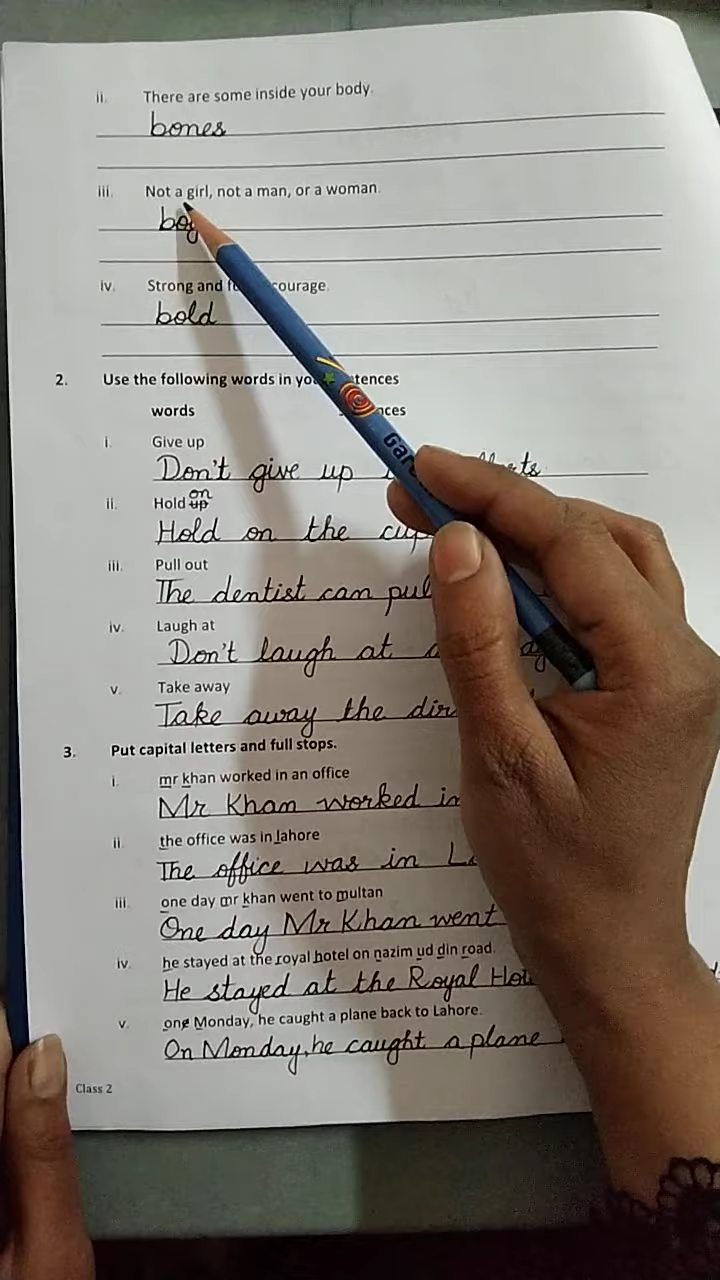 ii. There are some inside your body.
bones
iii. Not a girl, not a man, or a woman.
boy
iv. Strong and courage.
bold
2. Use the following words in
words
i. Give up
Don't give up
ii. Hold up on
Hold on the cup
iii. Pull out
The dentist can
iv. Laugh at
Don't laugh at
v. Take away
Take away the
3. Put capital letters and full stops.
i. mr khan worked in an office
Mr Khan worked in
ii. the office was in lahore
The office was in
iii. one day mr khan went to multan
One day Mr Khan went
iv. he stayed at the royal hotel on nazim ud din road.
He stayed at the Royal
v. one Monday, he caught a plane back to Lahore.
On Monday, he caught a plane
Class 2